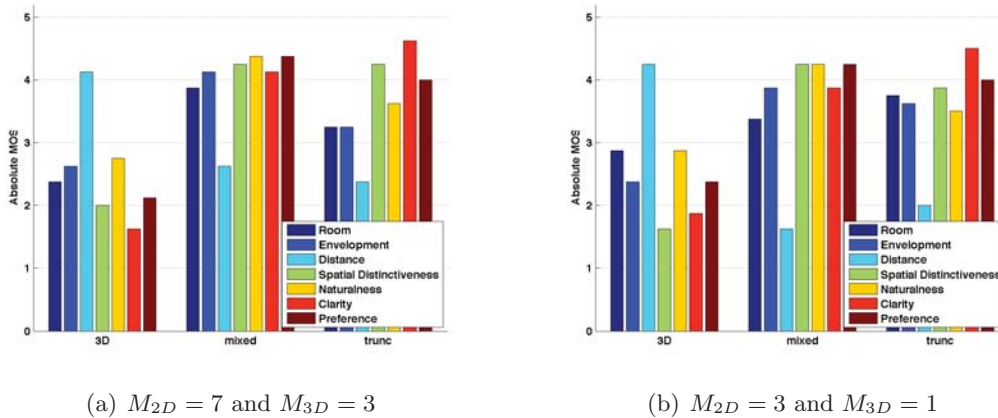 5
4
3
2
1
0
Absolute MOS
Room
Envelopment
Distance
Spatial Distinctiveness
Naturalness
Clarity
Preference
3D mixed trunc
(a) M2D = 7 and M3D = 3
5
4
3
2
1
0
Absolute MOS
Room
Envelopment
Distance
Spatial Distinctiveness
Naturalness
Clarity
Preference
3D mixed trunc
(b) M2D = 3 and M3D = 1